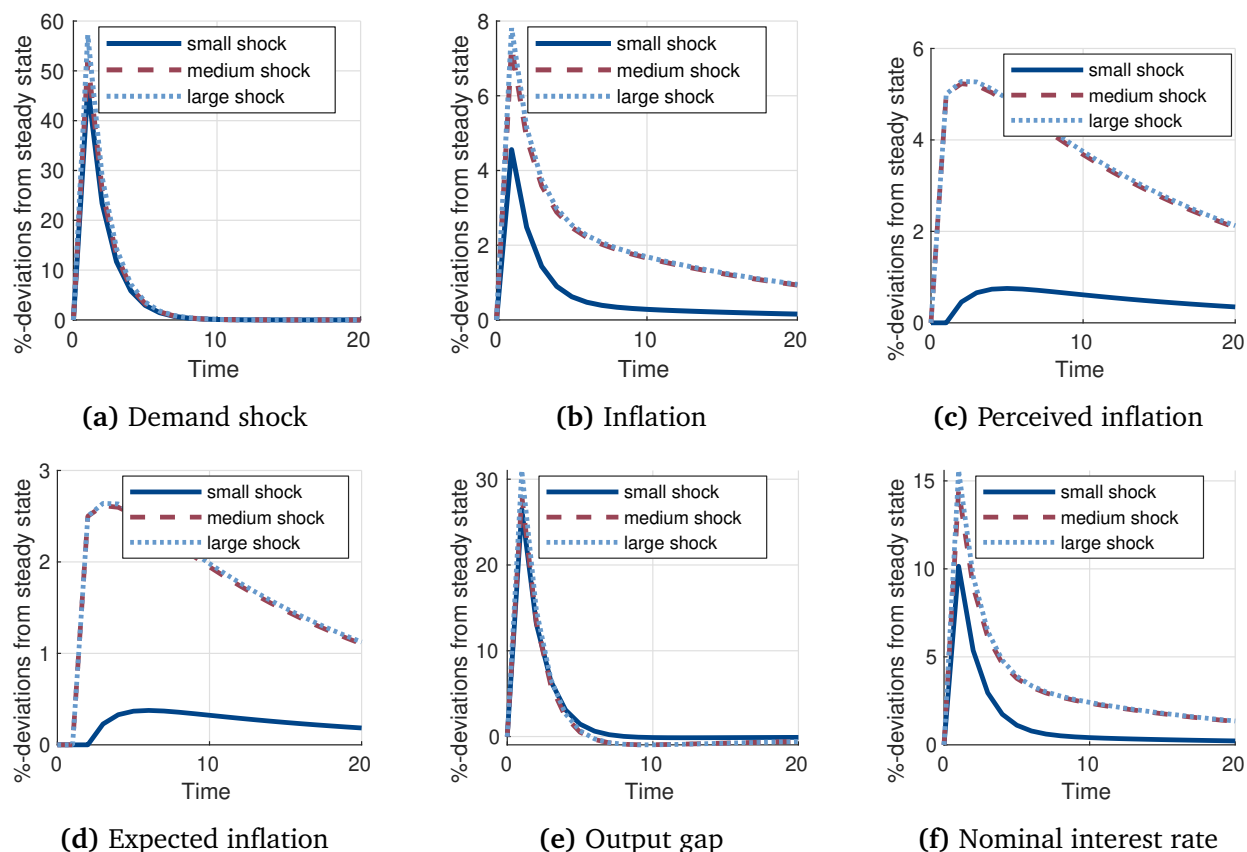 %-deviations from steady state
60
50
40
30
20
10
0
0
10
20
Time
small shock
medium shock
large shock
(a) Demand shock
%-deviations from steady state
8
6
4
2
0
0
10
20
Time
small shock
medium shock
large shock
(b) Inflation
%-deviations from steady state
6
4
2
0
0
10
20
Time
small shock
medium shock
large shock
(c) Perceived inflation
%-deviations from steady state
3
2
1
0
0
10
20
Time
small shock
medium shock
large shock
(d) Expected inflation
%-deviations from steady state
30
20
10
0
0
10
20
Time
small shock
medium shock
large shock
(e) Output gap
%-deviations from steady state
15
10
5
0
0
10
20
Time
small shock
medium shock
large shock
(f) Nominal interest rate